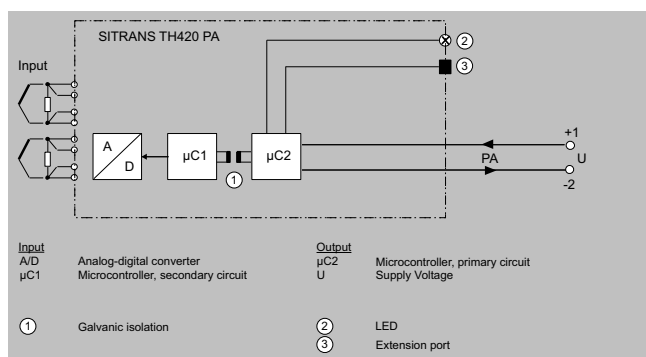 SITRANS TH420 PA
Input
2
3
A
D
µC1
µC2
1
PA
+1
U
-2
Input
A/D Analog-digital converter
µC1 Microcontroller, secondary circuit
1 Galvanic isolation
Output
µC2 Microcontroller, primary circuit
U Supply Voltage
2 LED
3 Extension port